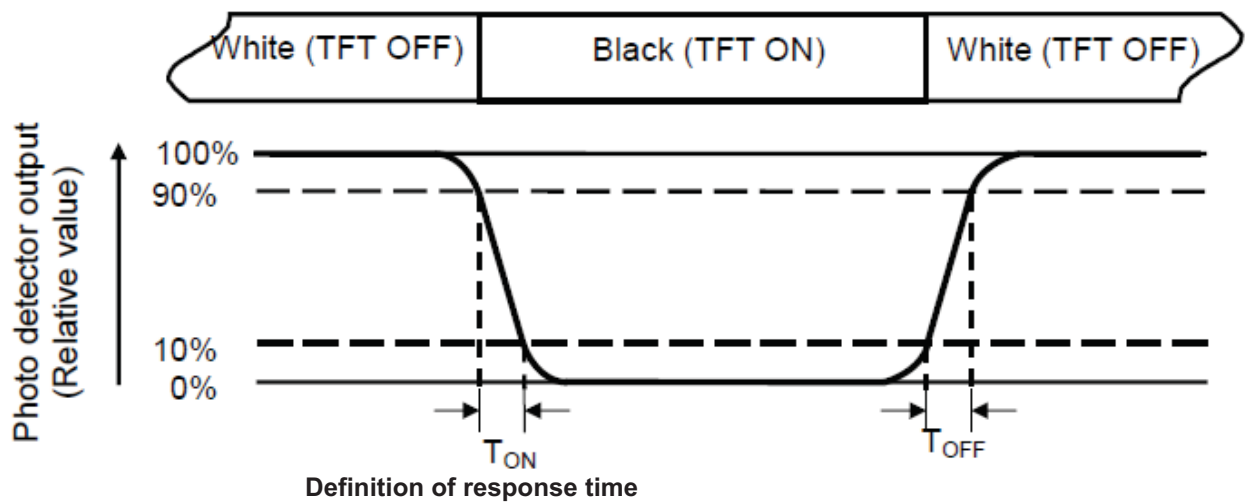 White (TFT OFF)
Black (TFT ON)
White (TFT OFF)
Photo detector output
(Relative value)
100%
90%
10%
0%
TON
TOFF
Definition of response time